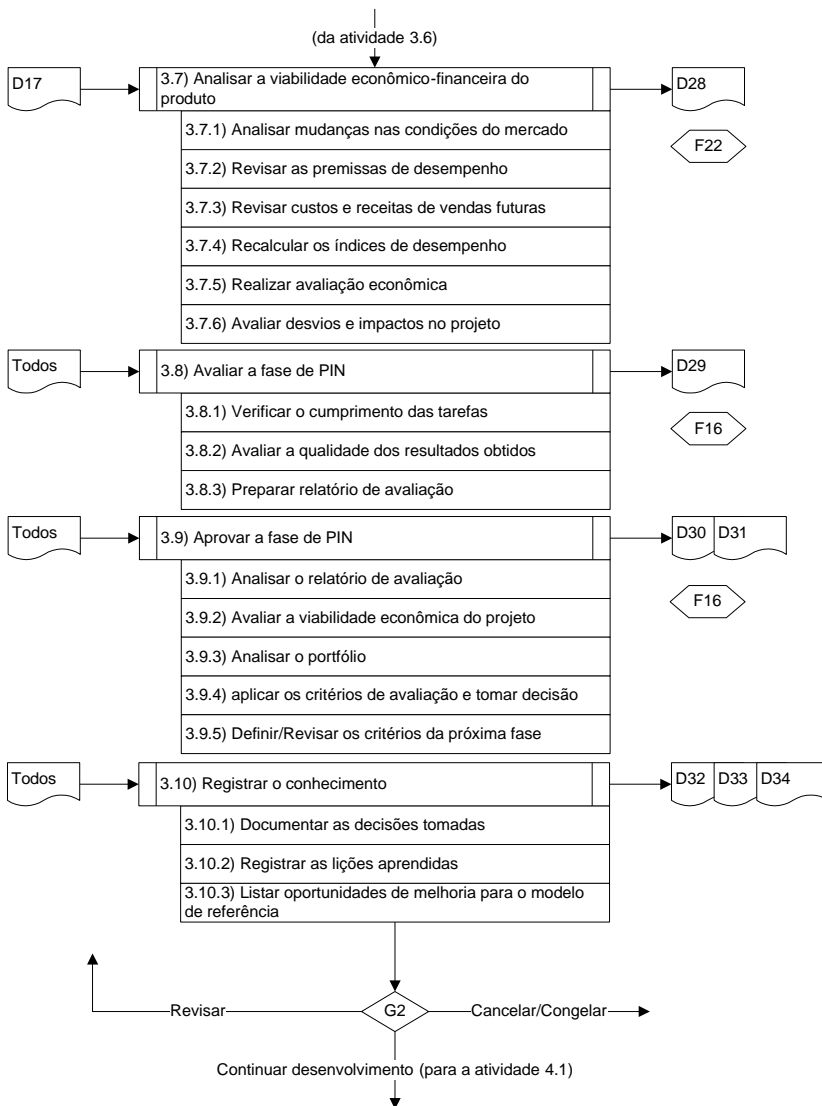 (da atividade 3.6)
D17
3.7) Analisar a viabilidade econômico-financeira do
produto
D28
3.7.1) Analisar mudanças nas condições do mercado
F22
3.7.2) Revisar as premissas de desempenho
3.7.3) Revisar custos e receitas de vendas futuras
3.7.4) Recalcular os índices de desempenho
3.7.5) Realizar avaliação econômica
3.7.6) Avaliar desvios e impactos no projeto
Todos
3.8) Avaliar a fase de PIN
D29
3.8.1) Verificar o cumprimento das tarefas
F16
3.8.2) Avaliar a qualidade dos resultados obtidos
3.8.3) Preparar relatório de avaliação
Todos
3.9) Aprovar a fase de PIN
D30 D31
3.9.1) Analisar o relatório de avaliação
F16
3.9.2) Avaliar a viabilidade econômica do projeto
3.9.3) Analisar o portfólio
3.9.4) aplicar os critérios de avaliação e tomar decisão
3.9.5) Definir/Revisar os critérios da próxima fase
Todos
3.10) Registrar o conhecimento
D32 D33 D34
3.10.1) Documentar as decisões tomadas
3.10.2) Registrar as lições aprendidas
3.10.3) Listar oportunidades de melhoria para o modelo
de referência
Revisar
G2
Cancelar/Congelar
Continuar desenvolvimento (para a atividade 4.1)